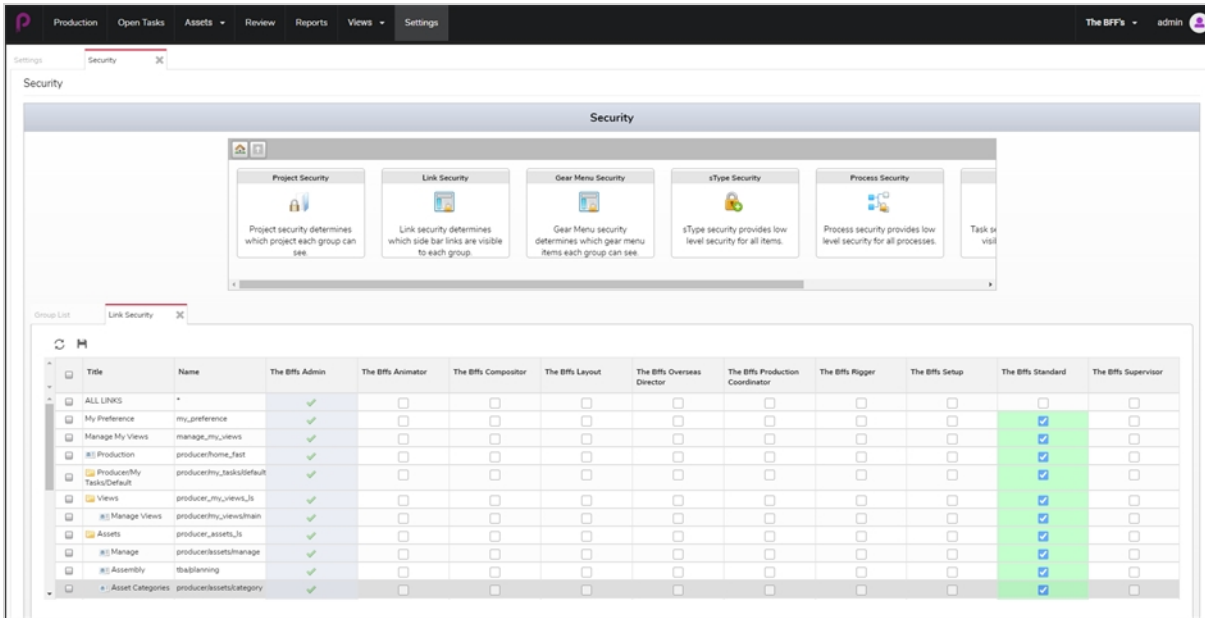 Production Open Tasks Assets Review Reports Views Settings The BFF's admin
Settings Security
Security
Security
Project Security Link Security Gear Menu Security sType Security Process Security
Project security determines which project each group can see.
Link security determines which side bar links are visible to each group.
Gear Menu security determines which gear menu items each group can see.
sType security provides low level security for all items.
Process security provides low level security for all processes.
Task se
visi
Group List Link Security
Title Name The Bffs Admin The Bffs Animator The Bffs Compositor The Bffs Layout The Bffs Overseas Director The Bffs Production Coordinator The Bffs Rigger The Bffs Setup The Bffs Standard The Bffs Supervisor
ALL LINKS *
My Preference my_preference
Manage My Views manage_my_views
Production producer/home_fast
Producer/My Tasks/Default producer/my_tasks/default
Views producer_my_views_ls
Manage Views producer/my_views/main
Assets producer_assets_ls
Manage producer/assets/manage
Assembly tba/planning
Asset Categories producer/assets/category